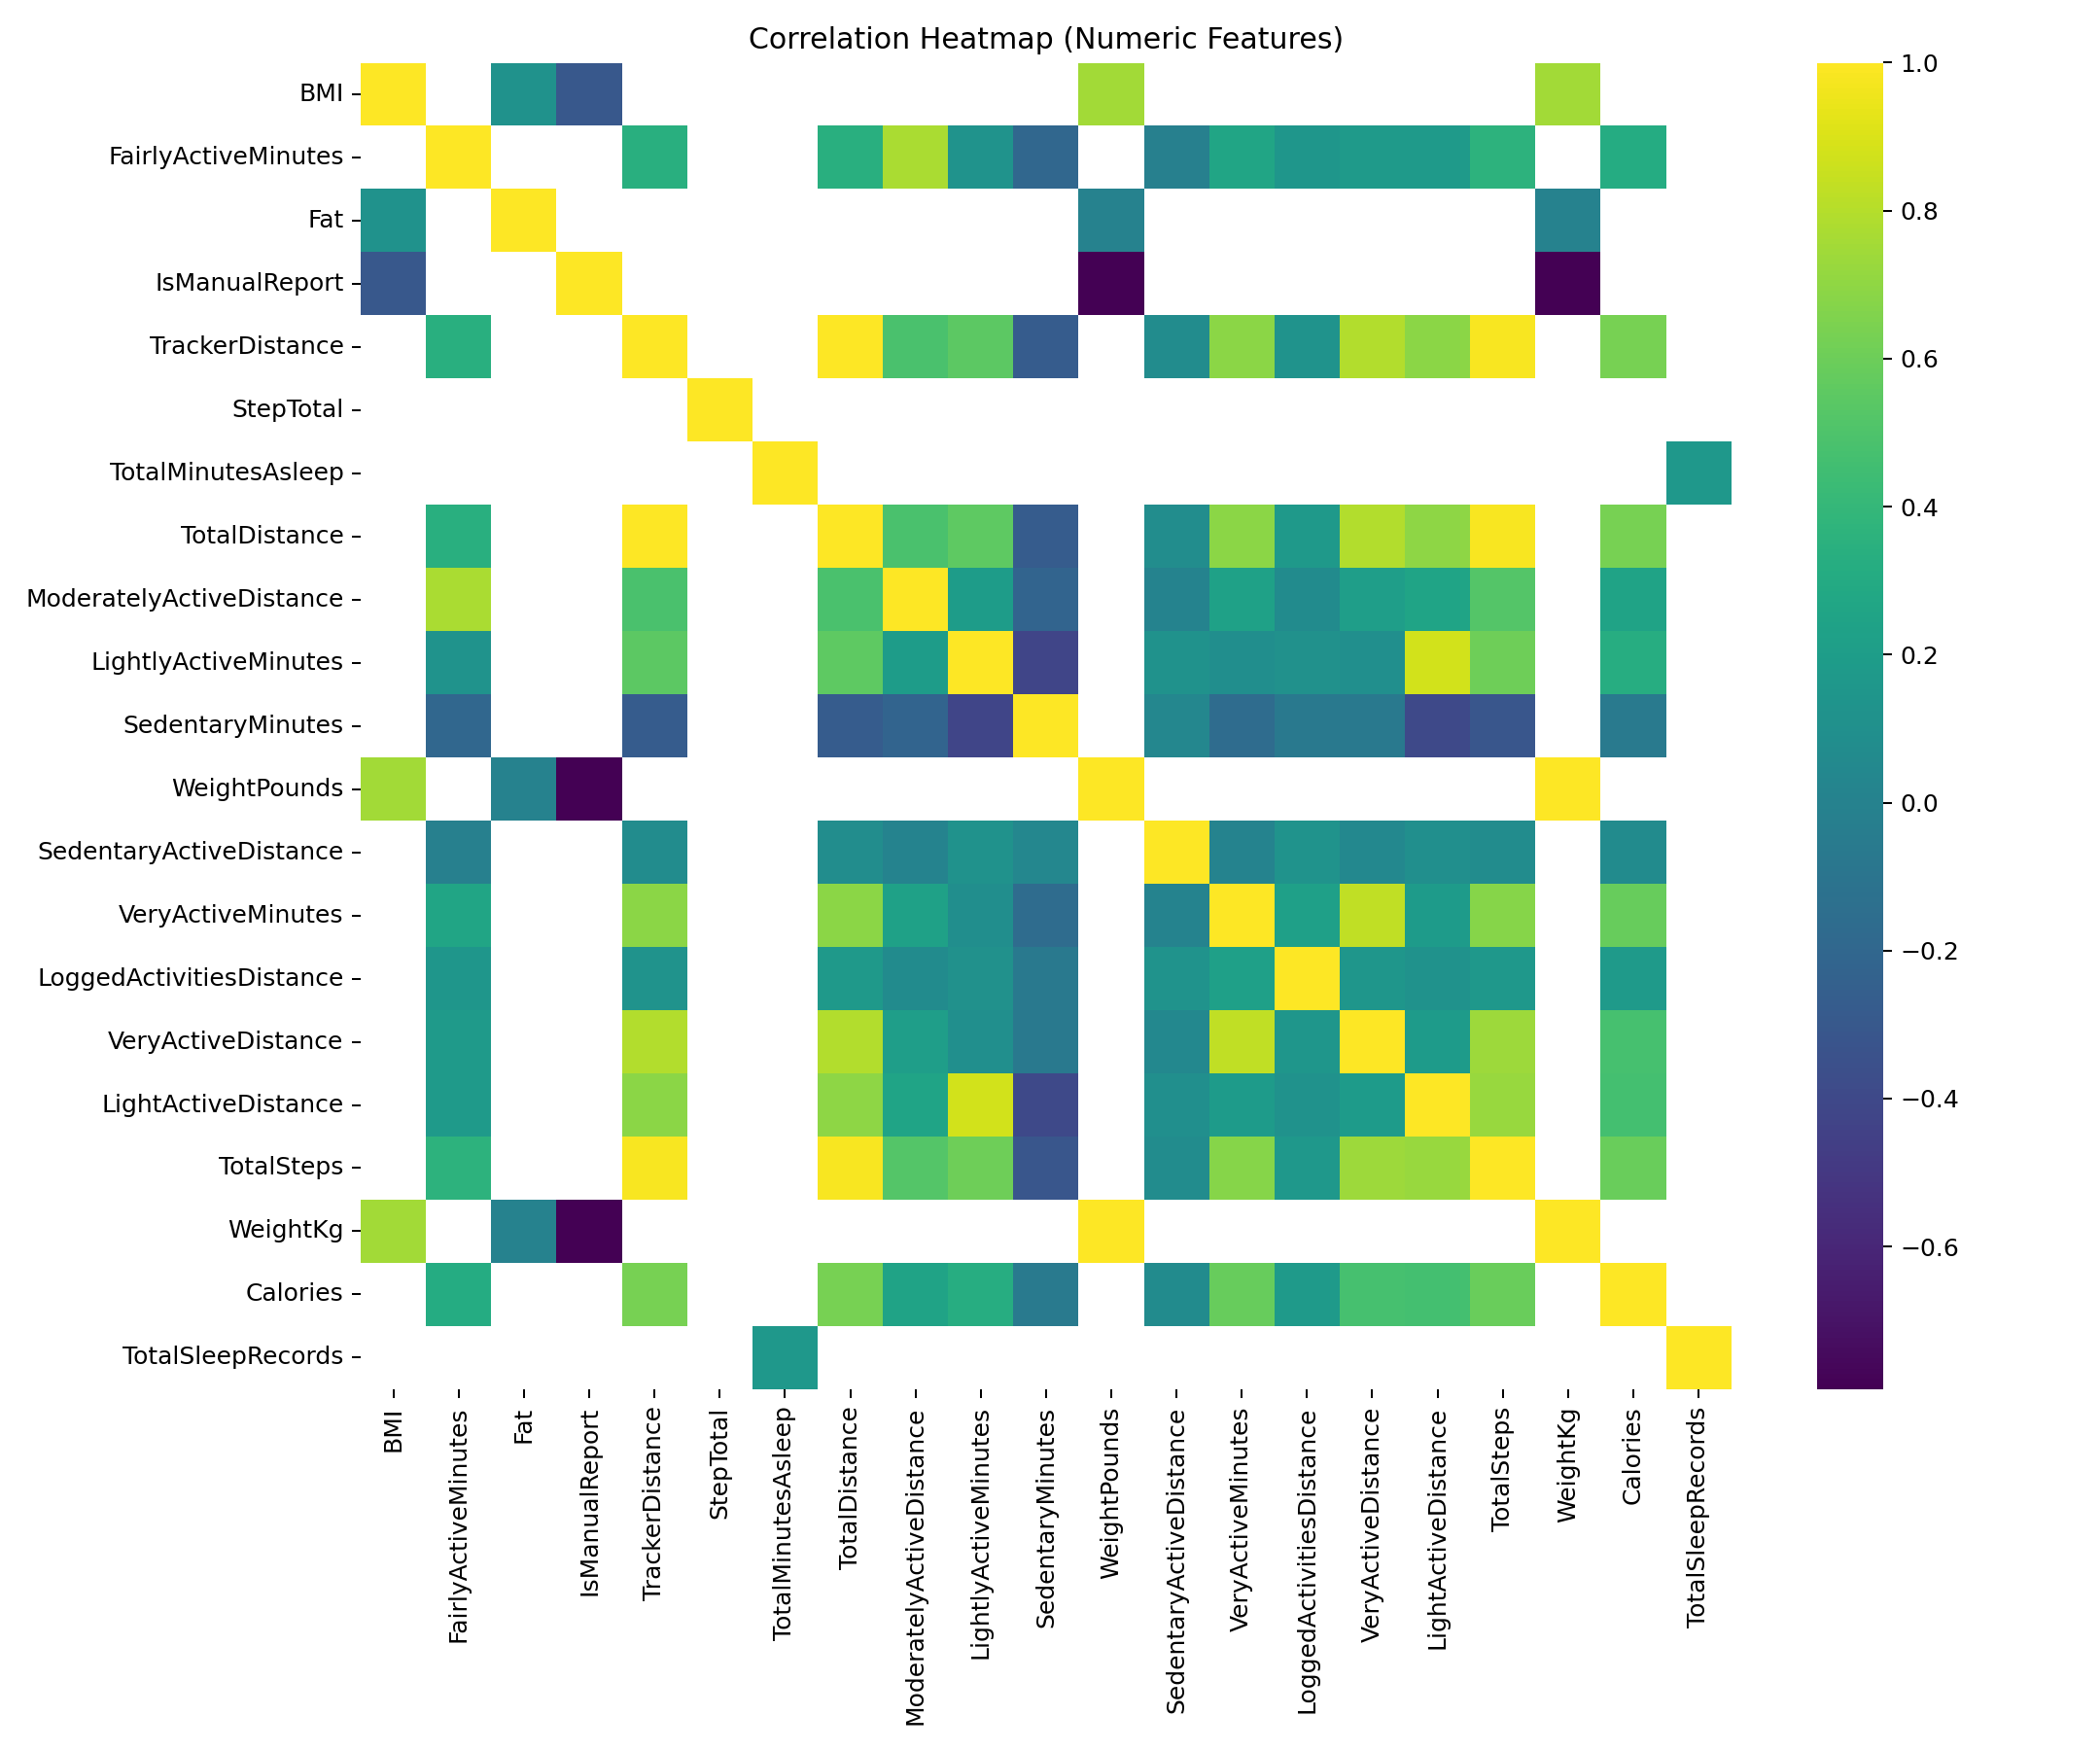 Correlation Heatmap (Numeric Features)
BMI
FairlyActiveMinutes
Fat
IsManualReport
TrackerDistance
StepTotal
TotalMinutesAsleep
TotalDistance
ModeratelyActiveDistance
LightlyActiveMinutes
SedentaryMinutes
WeightPounds
SedentaryActiveDistance
VeryActiveMinutes
LoggedActivitiesDistance
VeryActiveDistance
LightActiveDistance
TotalSteps
WeightKg
Calories
TotalSleepRecords
BMI
FairlyActiveMinutes
Fat
IsManualReport
TrackerDistance
StepTotal
TotalMinutesAsleep
TotalDistance
ModeratelyActiveDistance
LightlyActiveMinutes
SedentaryMinutes
WeightPounds
SedentaryActiveDistance
VeryActiveMinutes
LoggedActivitiesDistance
VeryActiveDistance
LightActiveDistance
TotalSteps
WeightKg
Calories
TotalSleepRecords
1.0
0.8
0.6
0.4
0.2
0.0
−0.2
−0.4
−0.6